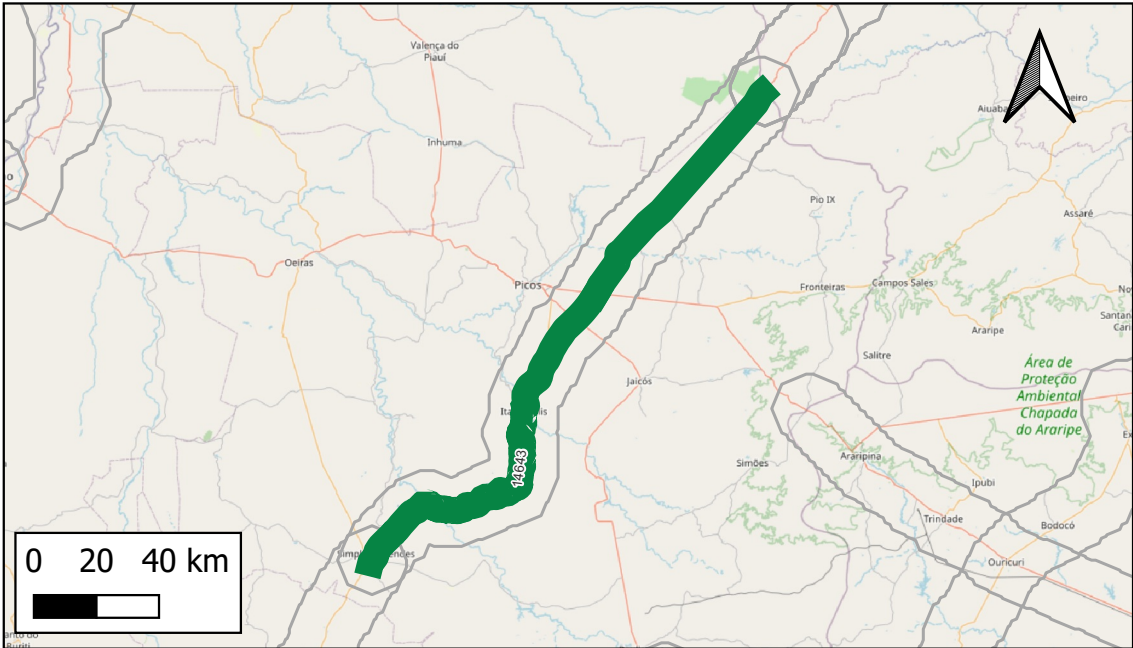 Valença do
Piauí
Aiuaba
Inhuma
Pio IX
Assaré
Oeiras
Picos
Fronteiras
Campos Sales
Araripe
Salitre
Jaicós
Área de
Proteção
Ambiental
Chapada
do Araripe
14643
Araripina
Simões
Ipubi
Trindade
Bodocó
Ouricuri
0 20 40 km